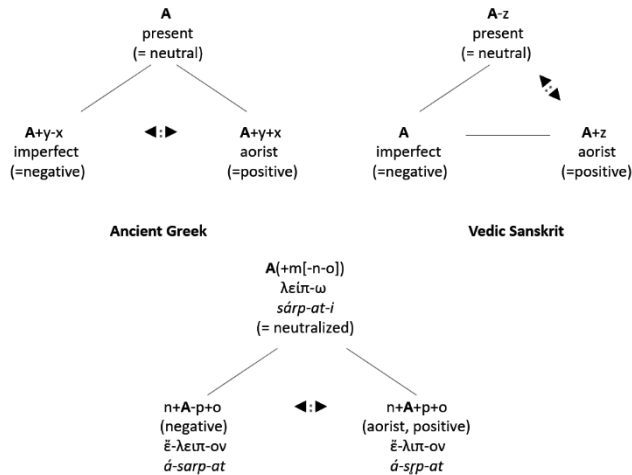 A
present
(= neutral)
A+y-x
imperfect
(=negative)
◄:►
A+y+x
aorist
(=positive)
Ancient Greek
A-z
present
(= neutral)
◄:►
A
imperfect
(=negative)
A+z
aorist
(=positive)
Vedic Sanskrit
A(+m[-n-o])
λείπ-ω
sárp-at-i
(= neutralized)
n+A-p+o
(negative)
ἔ-λειπ-ον
á-sarp-at
◄:►
n+A+p+o
(aorist, positive)
ἔ-λιπ-ον
á-sṛp-at